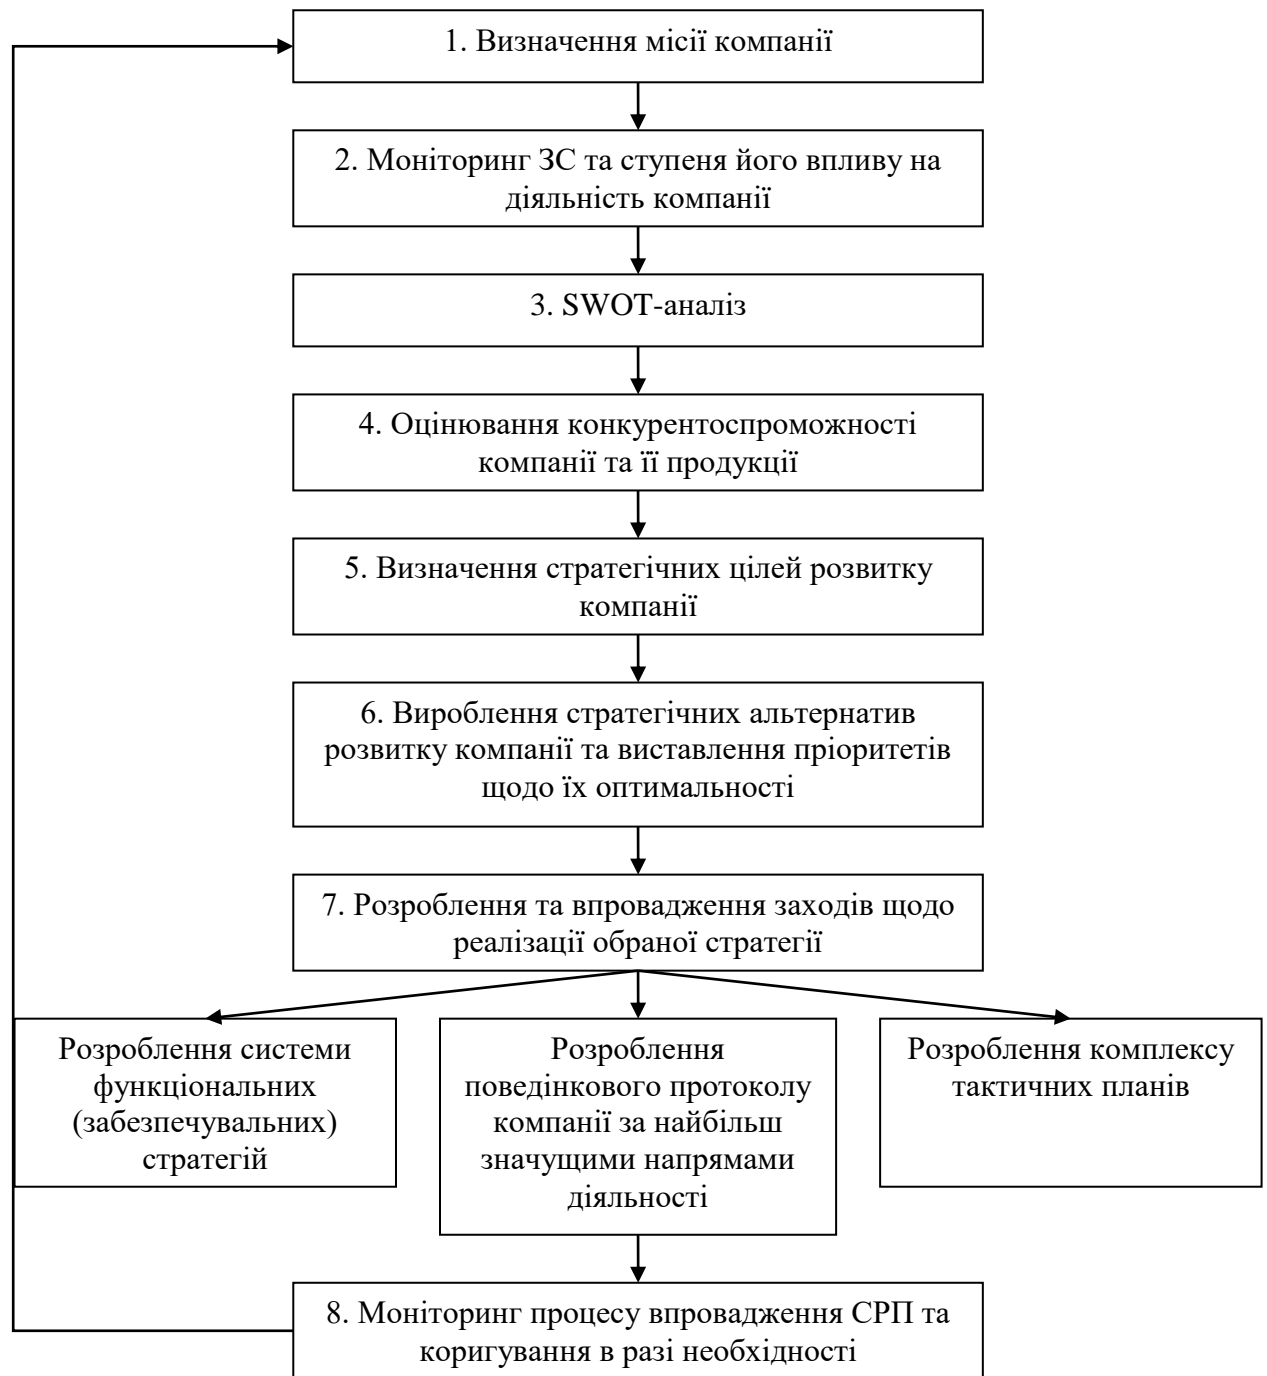 1. Визначення місії компанії
2. Моніторинг ЗС та ступеня його впливу на
діяльність компанії
3. SWOT-аналіз
4. Оцінювання конкурентоспроможності
компанії та її продукції
5. Визначення стратегічних цілей розвитку
компанії
6. Вироблення стратегічних альтернатив
розвитку компанії та виставлення пріоритетів
щодо їх оптимальності
7. Розроблення та впровадження заходів щодо
реалізації обраної стратегії
Розроблення системи
функціональних
(забезпечувальних)
стратегій
Розроблення
поведінкового протоколу
компанії за найбільш
значущими напрямами
діяльності
Розроблення комплексу
тактичних планів
8. Моніторинг процесу впровадження СРП та
коригування в разі необхідності